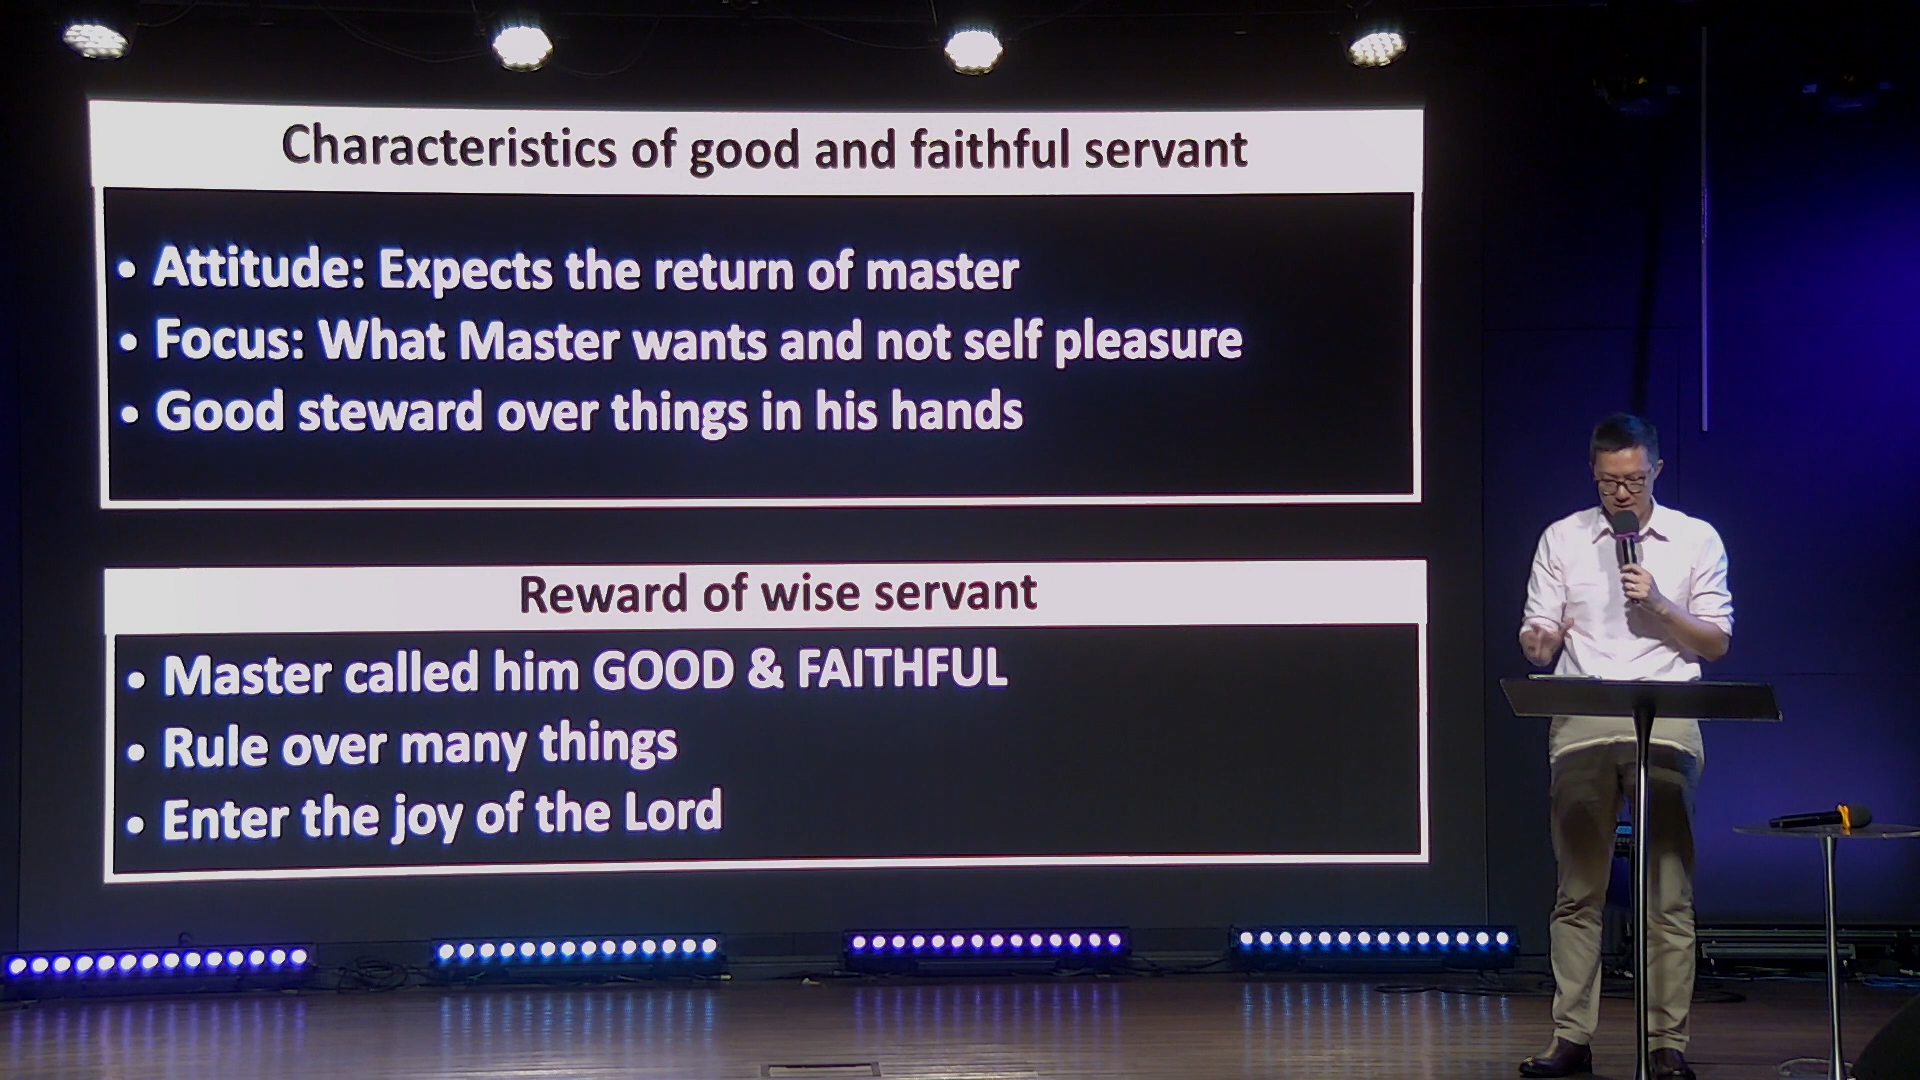 Characteristics of good and faithful servant
• Attitude: Expects the return of master
• Focus: What Master wants and not self pleasure
• Good steward over things in his hands
Reward of wise servant
• Master called him GOOD & FAITHFUL
• Rule over many things
• Enter the joy of the Lord